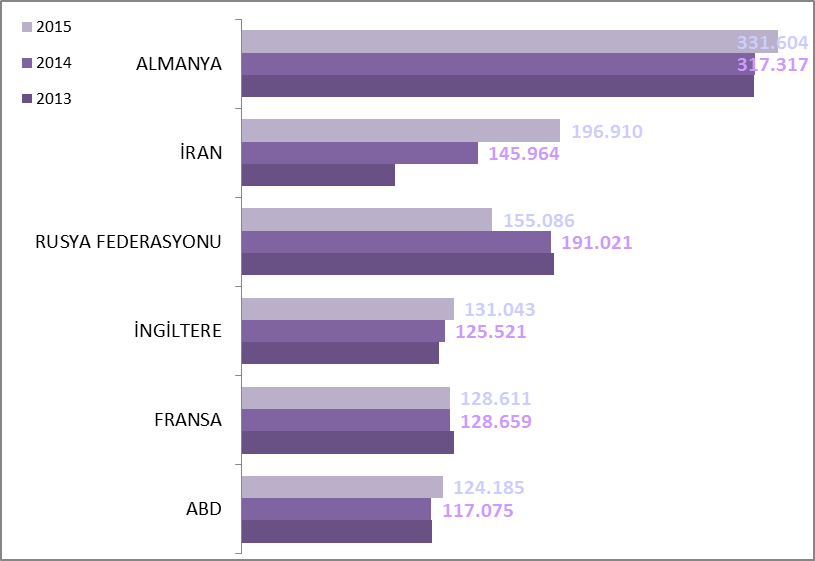 2015
2014
2013
ALMANYA
331.604
317.317
İRAN
196.910
145.964
RUSYA FEDERASYONU
155.086
191.021
İNGİLTERE
131.043
125.521
FRANSA
128.611
128.659
ABD
124.185
117.075